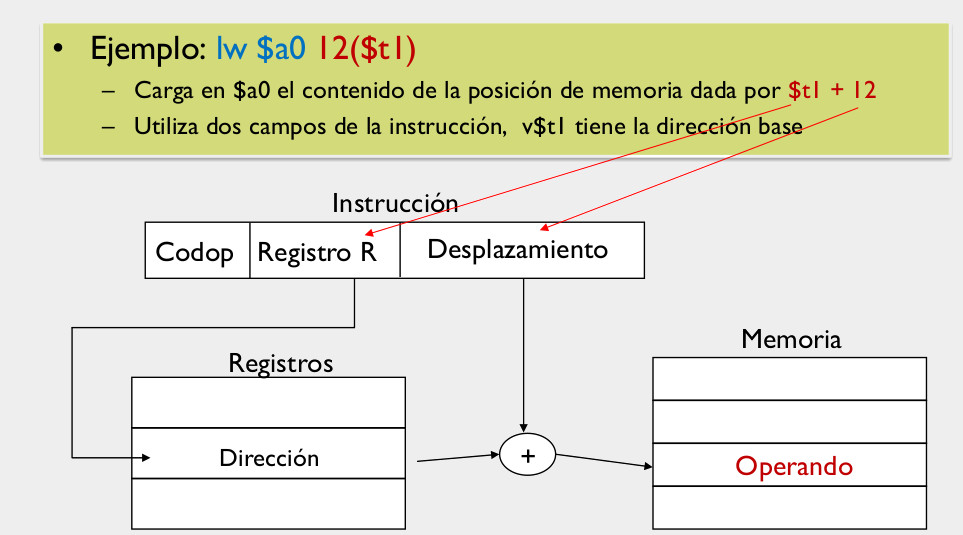 • Ejemplo: lw $a0 12($t1)
– Carga en $a0 el contenido de la posición de memoria dada por $t1 + 12
– Utiliza dos campos de la instrucción, v$t1 tiene la dirección base
Instrucción
Codop Registro R Desplazamiento
Memoria
Registros
Dirección
+
Operando